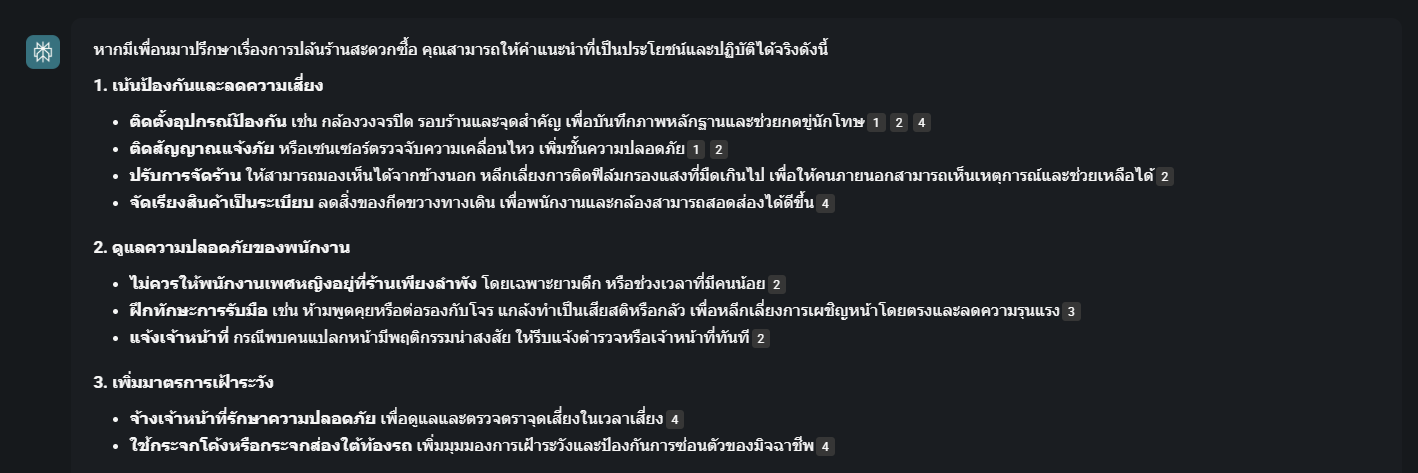 หากมีเพื่อนมาปรึกษาเรื่องการปล้นร้านสะดวกซื้อ คุณสามารถให้คำแนะนำที่เป็นประโยชน์และปฏิบัติได้จริงดังนี้
1. เน้นป้องกันและลดความเสี่ยง
• ติดตั้งอุปกรณ์ป้องกัน เช่น กล้องวงจรปิด รอบร้านและจุดสำคัญ เพื่อบันทึกภาพหลักฐานและช่วยกดขู่นักโทษ 1 2 4
• ติดสัญญาณแจ้งภัย หรือเซนเซอร์ตรวจจับความเคลื่อนไหว เพิ่มชั้นความปลอดภัย 1 2
• ปรับการจัดร้าน ให้สามารถมองเห็นได้จากข้างนอก หลีกเลี่ยงการติดฟิล์มกรองแสงที่มืดเกินไป เพื่อให้คนภายนอกสามารถเห็นเหตุการณ์และช่วยเหลือได้ 2
• จัดเรียงสินค้าเป็นระเบียบ ลดสิ่งของกีดขวางทางเดิน เพื่อพนักงานและกล้องสามารถสอดส่องได้ดีขึ้น 4
2. ดูแลความปลอดภัยของพนักงาน
• ไม่ควรให้พนักงานเพศหญิงอยู่ที่ร้านเพียงลำพัง โดยเฉพาะยามดึก หรือช่วงเวลาที่มีคนน้อย 2
• ฝึกทักษะการรับมือ เช่น ห้ามพูดคุยหรือต่อรองกับโจร แกล้งทำเป็นเสียสติหรือกลัว เพื่อหลีกเลี่ยงการเผชิญหน้าโดยตรงและลดความรุนแรง 3
• แจ้งเจ้าหน้าที่ กรณีพบคนแปลกหน้ามีพฤติกรรมน่าสงสัย ให้รีบแจ้งตำรวจหรือเจ้าหน้าที่ทันที 2
3. เพิ่มมาตรการเฝ้าระวัง
• จ้างเจ้าหน้าที่รักษาความปลอดภัย เพื่อดูแลและตรวจตราจุดเสี่ยงในเวลาเสี่ยง 4
• ใช้กระจกโค้งหรือกระจกส่องใต้ท้องรถ เพิ่มมุมมองการเฝ้าระวังและป้องกันการซ่อนตัวของมิจฉาชีพ 4